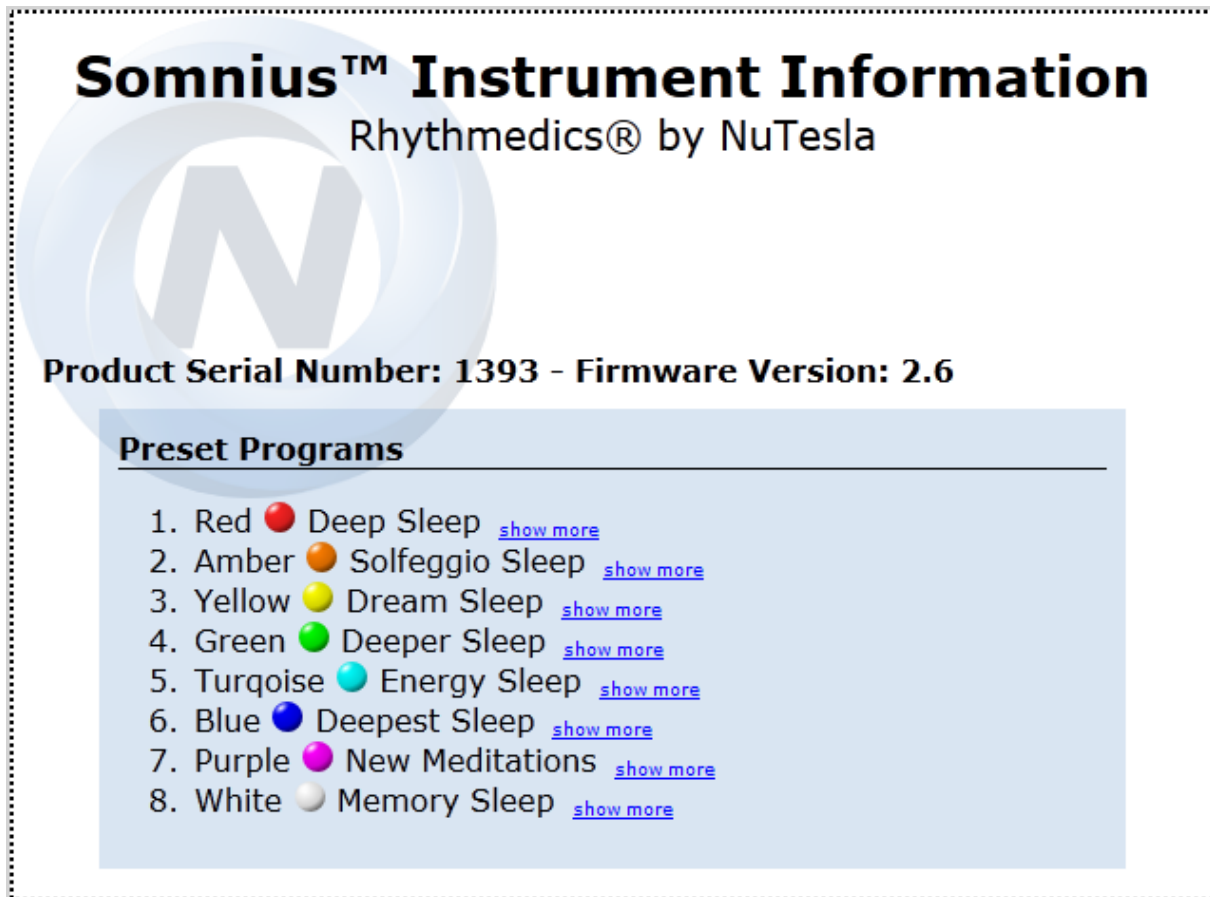 Somnius™ Instrument Information
Rhythmedics® by NuTesla
N
Product Serial Number: 1393 - Firmware Version: 2.6
Preset Programs
1. Red Deep Sleep show more
2. Amber Solfeggio Sleep show more
3. Yellow Dream Sleep show more
4. Green Deeper Sleep show more
5. Turqoise Energy Sleep show more
6. Blue Deepest Sleep show more
7. Purple New Meditations show more
8. White Memory Sleep show more